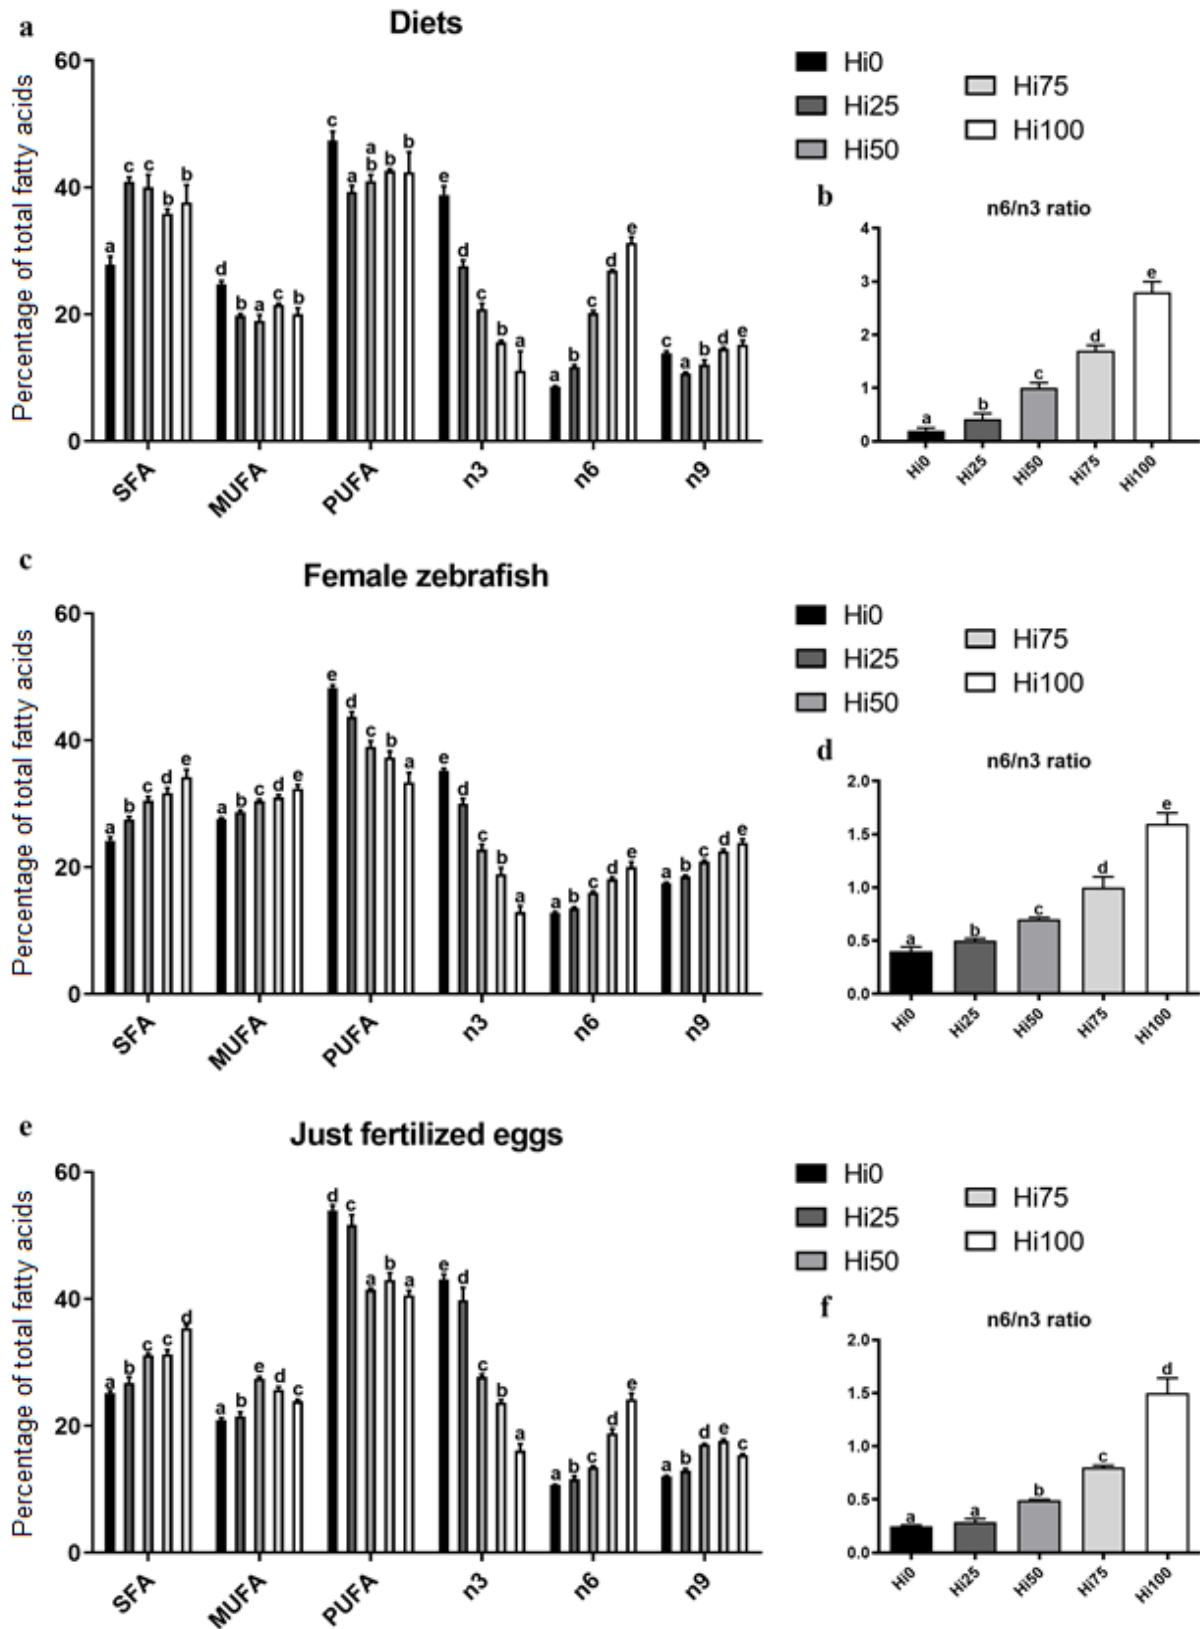 a
Diets
Percentage of total fatty acids
60
40
20
0
a c c b b
d b a c b
c a a b b b
e d c b a
a b c d e
c a b d e
SFA MUFA PUFA n3 n6 n9
Hi0
Hi25
Hi50
Hi75
Hi100
b
n6/n3 ratio
4
3
2
1
0
a b c d e
Hi0 Hi25 Hi50 Hi75 Hi100
c
Female zebrafish
Percentage of total fatty acids
60
40
20
0
a b c d e
a b c d e
e d c b a
e d c b a
a b c d e
a b c d e
SFA MUFA PUFA n3 n6 n9
Hi0
Hi25
Hi50
Hi75
Hi100
d
n6/n3 ratio
2.0
1.5
1.0
0.5
0.0
a b c d e
Hi0 Hi25 Hi50 Hi75 Hi100
e
Just fertilized eggs
Percentage of total fatty acids
60
40
20
0
a b c c d
a b e d c
d c a b a
e d c b a
a b c d e
a b d e c
SFA MUFA PUFA n3 n6 n9
Hi0
Hi25
Hi50
Hi75
Hi100
f
n6/n3 ratio
2.0
1.5
1.0
0.5
0.0
a a b c d
Hi0 Hi25 Hi50 Hi75 Hi100